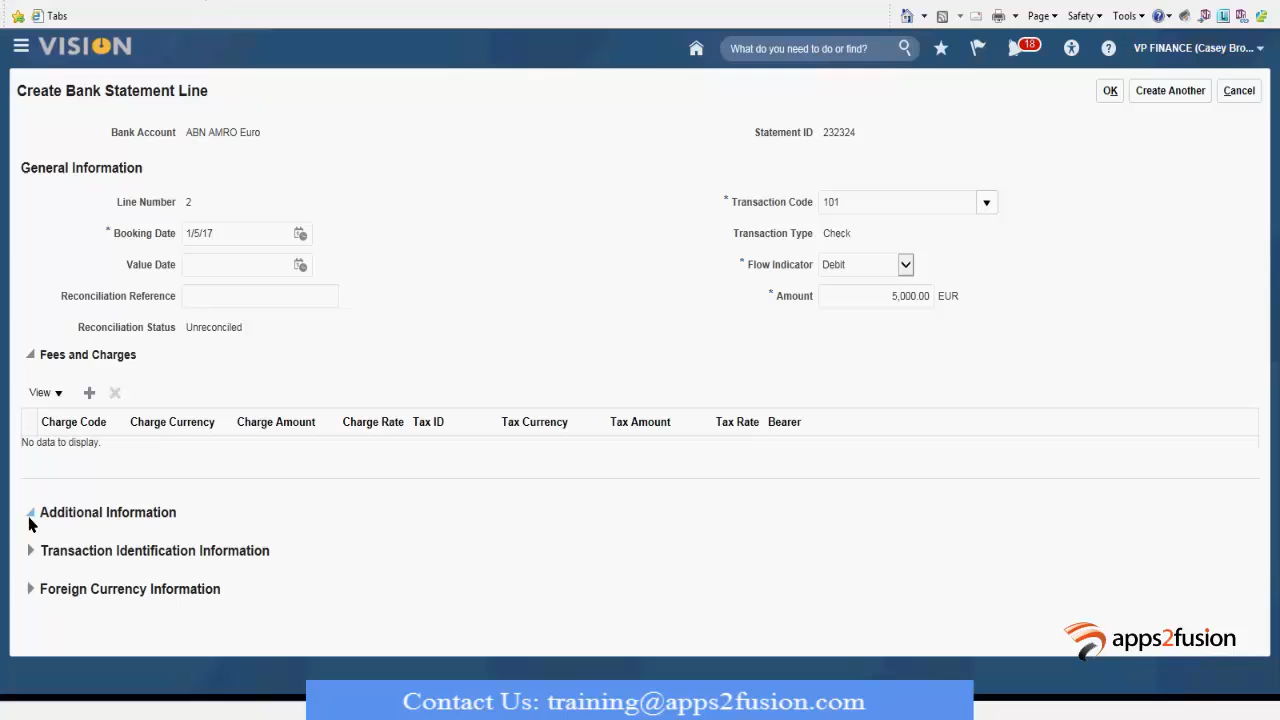 Tabs
Page Safety Tools
VISION What do you need to do or find? 18 VP FINANCE (Casey Bro...
Create Bank Statement Line OK Create Another Cancel
Bank Account ABN AMRO Euro Statement ID 232324
General Information
Line Number 2 * Transaction Code 101
* Booking Date 1/5/17 Transaction Type Check
Value Date * Flow Indicator Debit
Reconciliation Reference * Amount 5,000.00 EUR
Reconciliation Status Unreconciled
Fees and Charges
View
Charge Code Charge Currency Charge Amount Charge Rate Tax ID Tax Currency Tax Amount Tax Rate Bearer
No data to display.
Additional Information
Transaction Identification Information
Foreign Currency Information
apps2fusion
Contact Us: training@apps2fusion.com